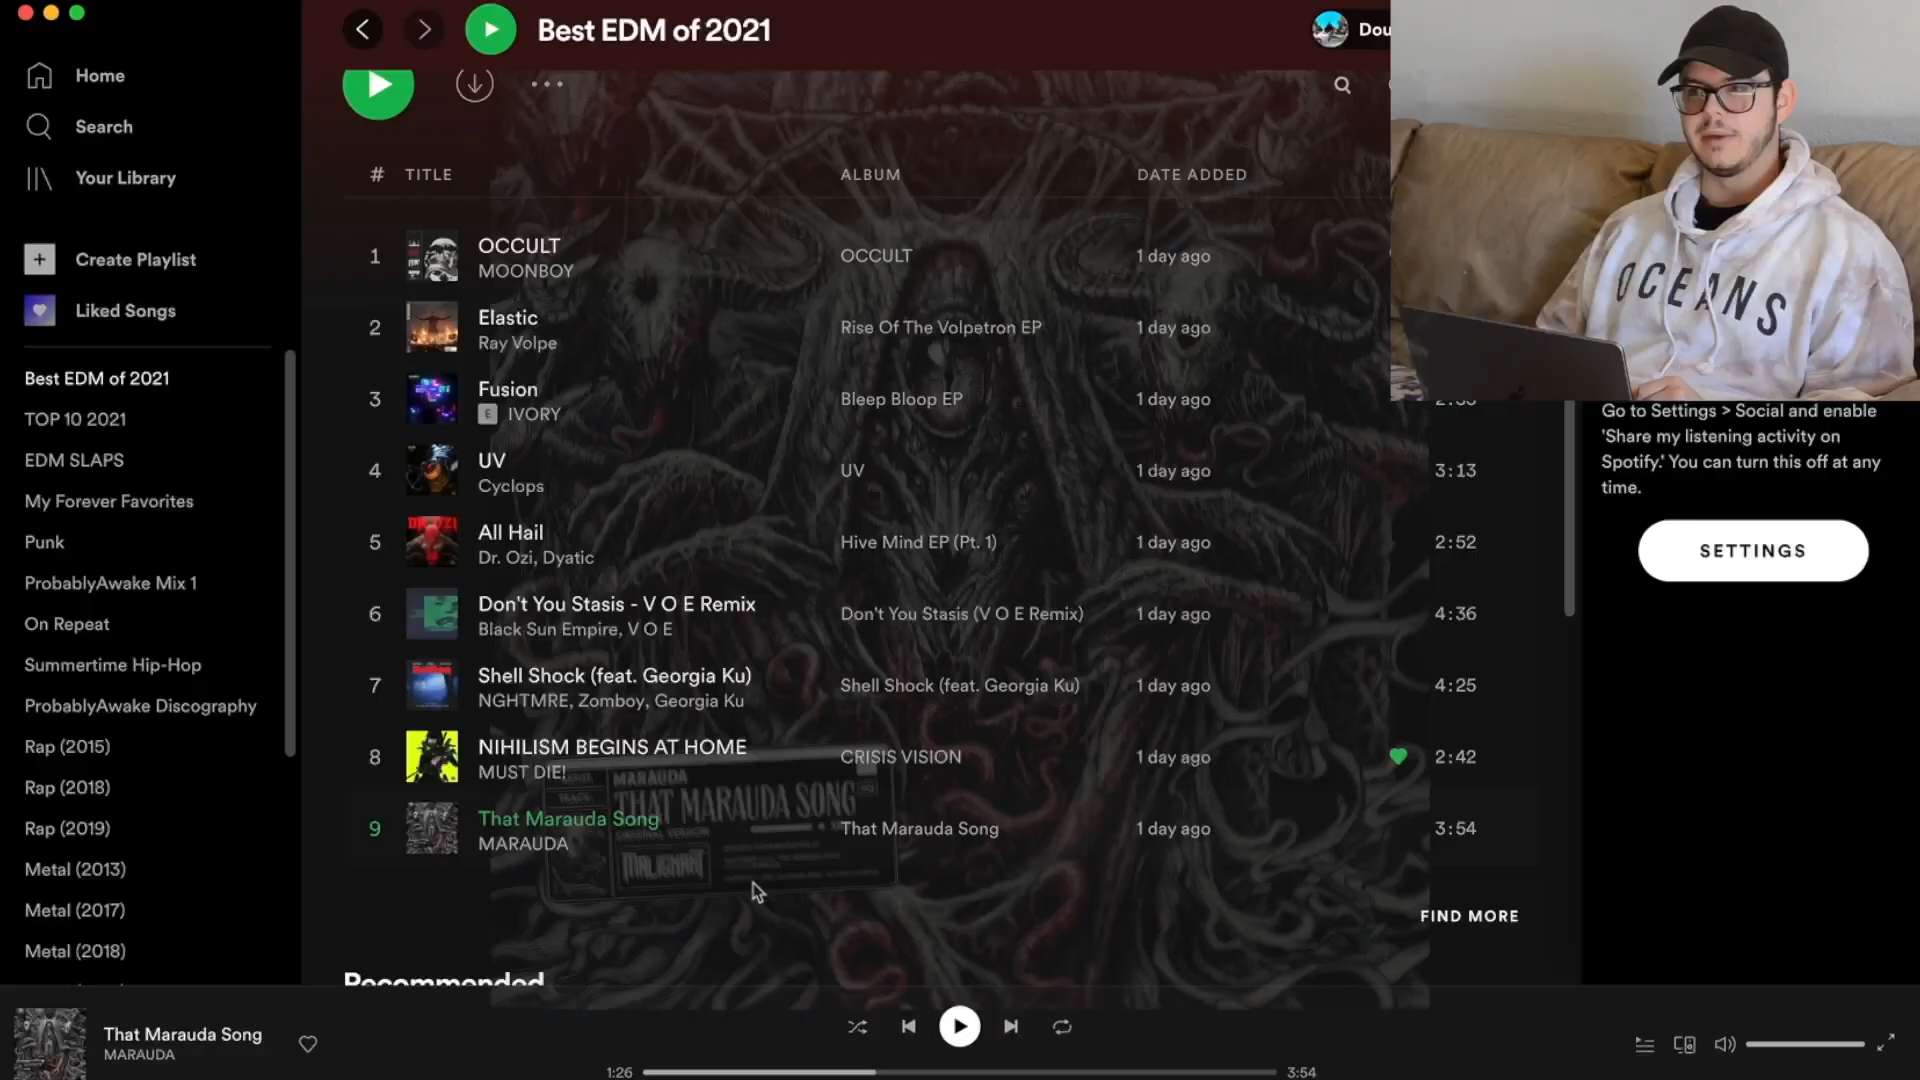 Best EDM of 2021
Dou
Home
Search
Your Library
Create Playlist
Liked Songs
Best EDM of 2021
TOP 10 2021
EDM SLAPS
My Forever Favorites
Punk
ProbablyAwake Mix 1
On Repeat
Summertime Hip-Hop
ProbablyAwake Discography
Rap (2015)
Rap (2018)
Rap (2019)
Metal (2013)
Metal (2017)
Metal (2018)
# TITLE ALBUM DATE ADDED
1 OCCULT OCCULT 1 day ago
MOONBOY
2 Elastic Rise Of The Volpetron EP 1 day ago
Ray Volpe
3 Fusion Bleep Bloop EP 1 day ago
E IVORY
4 UV UV 1 day ago 3:13
Cyclops
5 All Hail Hive Mind EP (Pt. 1) 1 day ago 2:52
Dr. Ozi, Dyatic
6 Don't You Stasis - V O E Remix Don't You Stasis (V O E Remix) 1 day ago 4:36
Black Sun Empire, V O E
7 Shell Shock (feat. Georgia Ku) Shell Shock (feat. Georgia Ku) 1 day ago 4:25
NGHTMRE, Zomboy, Georgia Ku
8 NIHILISM BEGINS AT HOME CRISIS VISION 1 day ago 2:42
MUST DIE!
9 That Marauda Song That Marauda Song 1 day ago 3:54
MARAUDA
MARAUDA
THAT MARAUDA SONG
MALIGNANT
FIND MORE
Recommended
OCEANS
Go to Settings > Social and enable
'Share my listening activity on
Spotify.' You can turn this off at any
time.
SETTINGS
That Marauda Song
MARAUDA
1:26 3:54